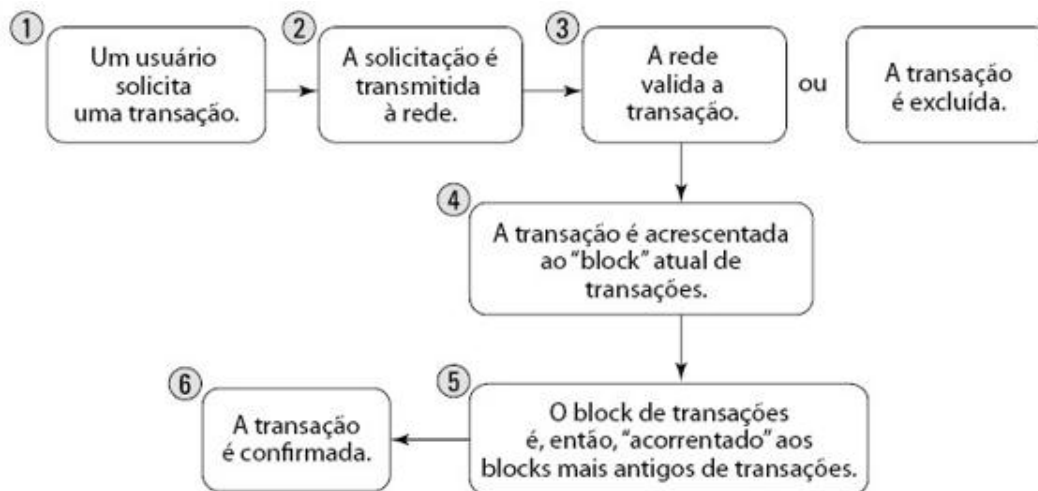 1
Um usuário
solicita
uma transação.
2
A solicitação é
transmitida
à rede.
3
A rede
valida a
transação.
ou
A transação
é excluída.
4
A transação é acrescentada
ao “block” atual de
transações.
5
O block de transações
é, então, “acorrentado” aos
blocks mais antigos de transações.
6
A transação
é confirmada.